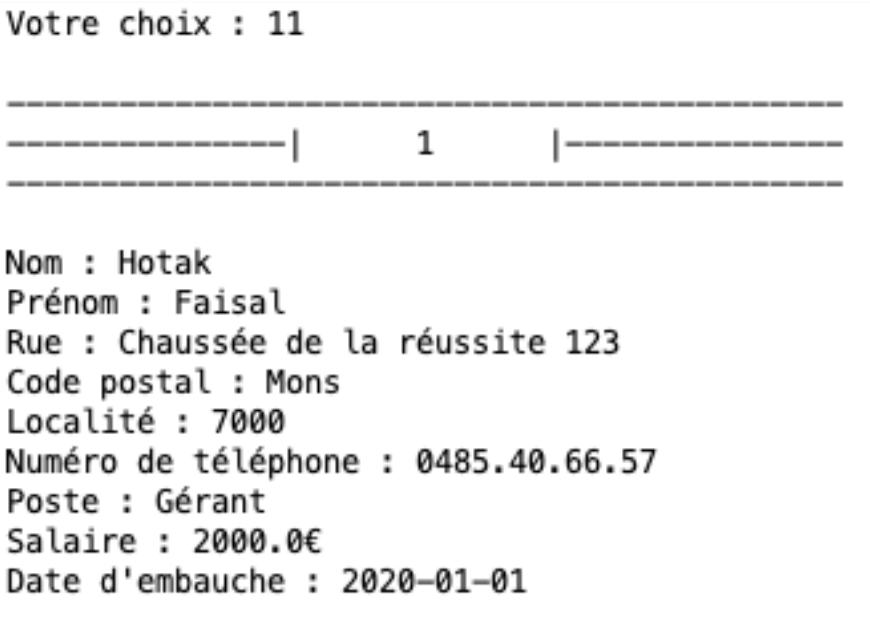 Votre choix : 11
---------------------------------------------
---------------|      1      |---------------
---------------------------------------------
Nom : Hotak
Prénom : Faisal
Rue : Chaussée de la réussite 123
Code postal : Mons
Localité : 7000
Numéro de téléphone : 0485.40.66.57
Poste : Gérant
Salaire : 2000.0€
Date d'embauche : 2020-01-01